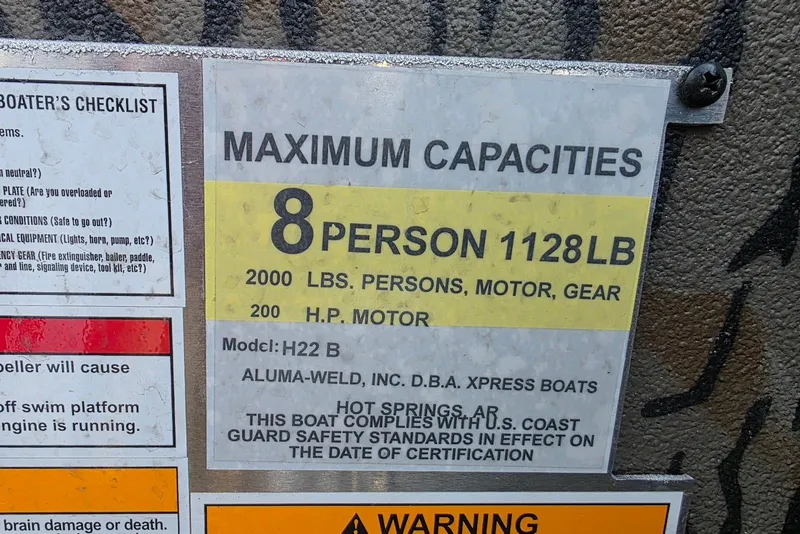 BOATER'S CHECKLIST
ems.
n neutral?)
PLATE (Are you overloaded or
ered?)
CONDITIONS (Safe to go out?)
CAL EQUIPMENT (Lights, horn, pump, etc?)
ENCY GEAR (Fire extinguisher, bailer, paddle,
r and line, signaling device, tool kit, etc?)
peller will cause
off swim platform
engine is running.
brain damage or death.
MAXIMUM CAPACITIES
8 PERSON 1128LB
2000 LBS. PERSONS, MOTOR, GEAR
200 H.P. MOTOR
Model: H22 B
ALUMA-WELD, INC. D.B.A. XPRESS BOATS
HOT SPRINGS, AR
THIS BOAT COMPLIES WITH U.S. COAST
GUARD SAFETY STANDARDS IN EFFECT ON
THE DATE OF CERTIFICATION
WARNING